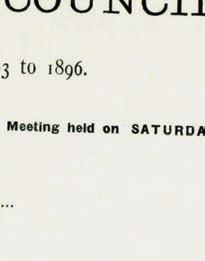 COUNCIL
3 to 1896.
Meeting held on SATURDA
...